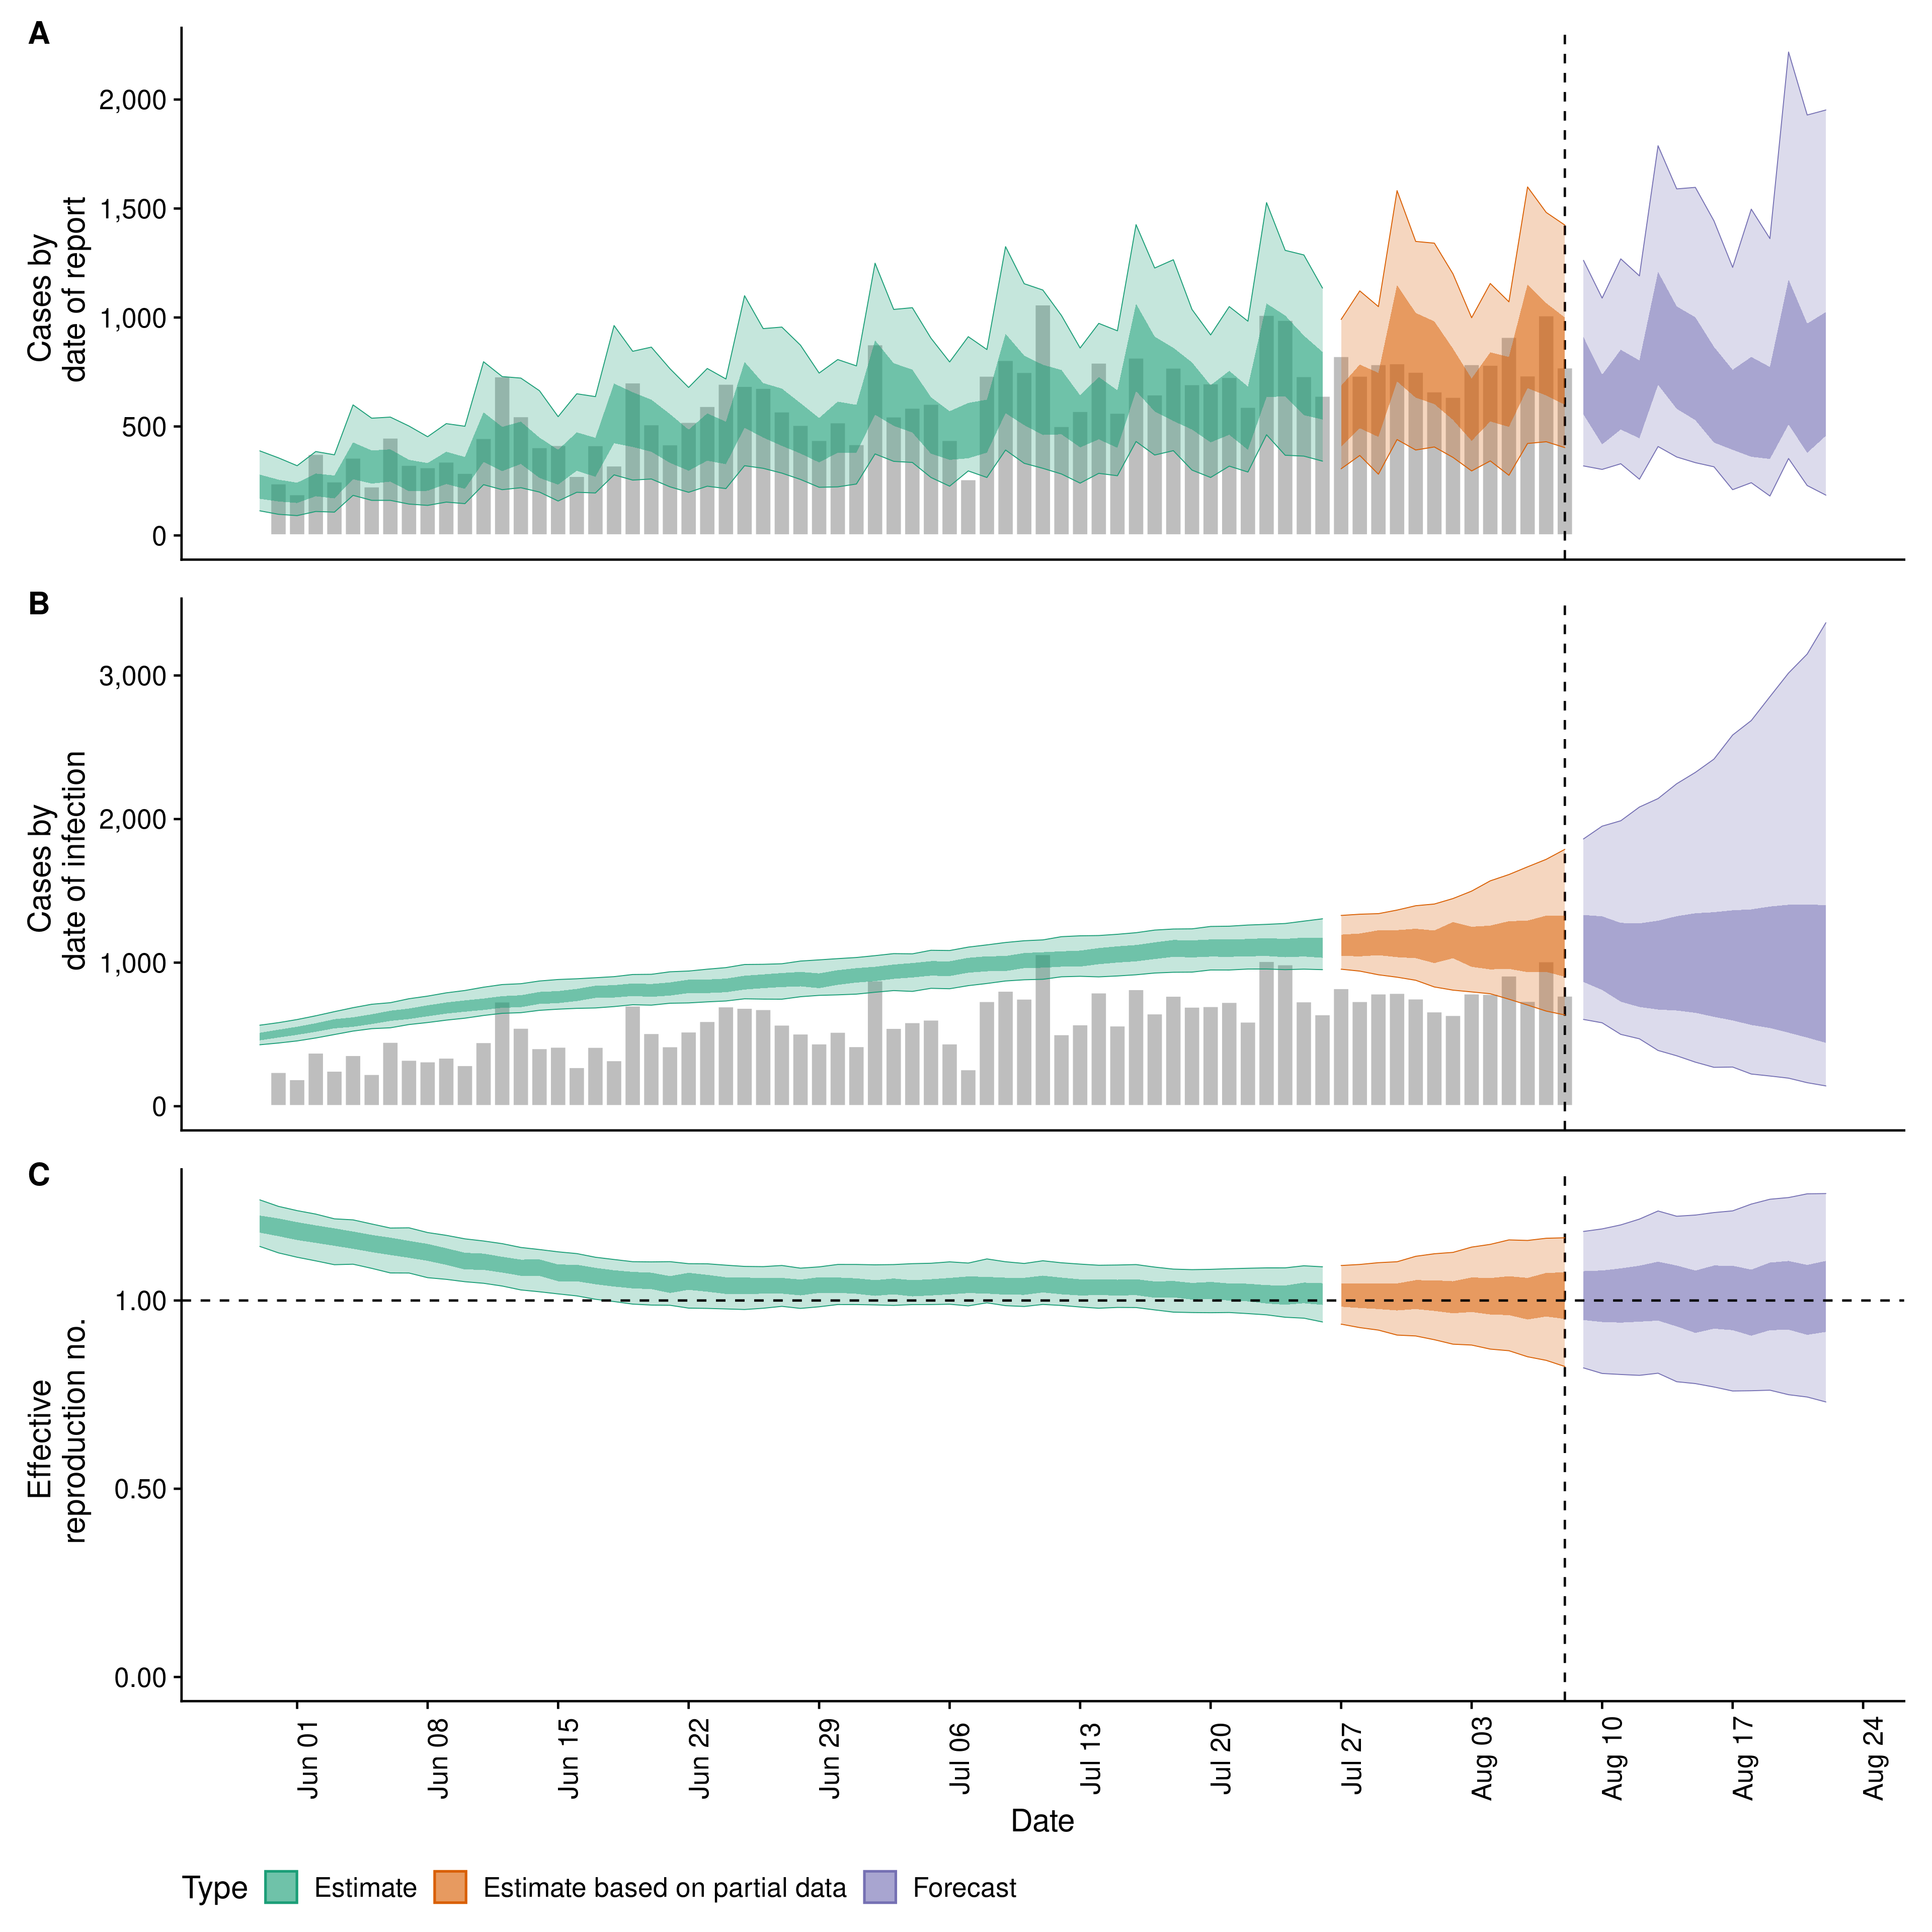 A
Cases by
date of report
2,000
1,500
1,000
500
0
B
Cases by
date of infection
3,000
2,000
1,000
0
C
Effective
reproduction no.
1.00
0.50
0.00
Jun 01
Jun 08
Jun 15
Jun 22
Jun 29
Jul 06
Jul 13
Jul 20
Jul 27
Aug 03
Aug 10
Aug 17
Aug 24
Date
Type Estimate Estimate based on partial data Forecast